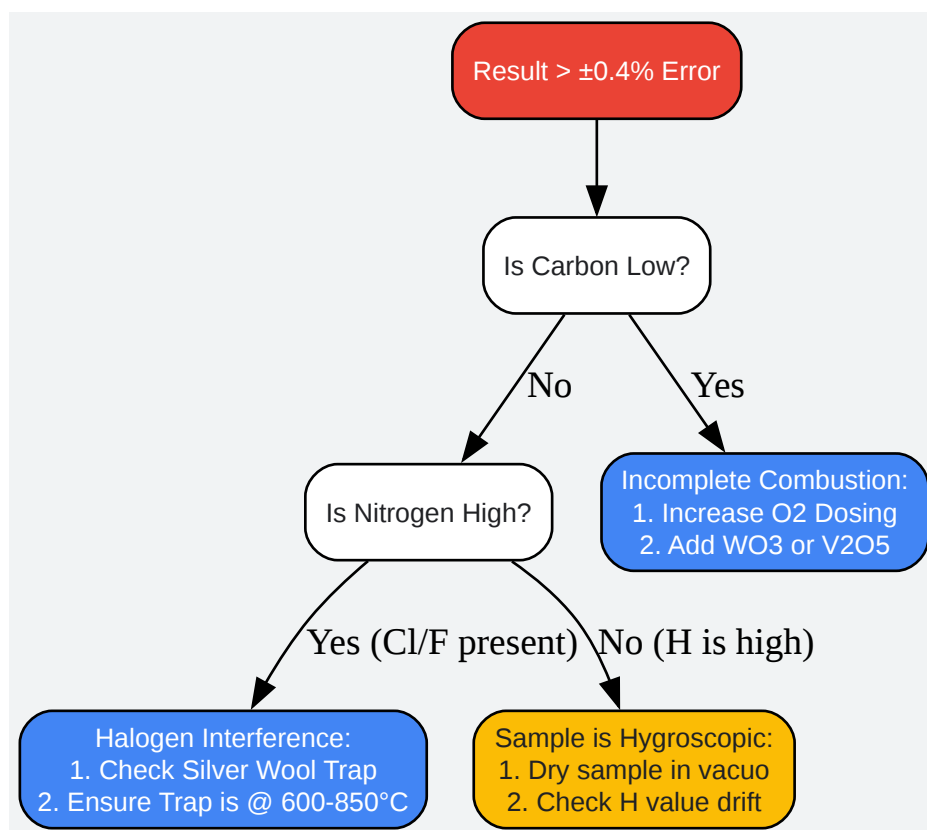 Result > ±0.4% Error
Is Carbon Low?
No
Yes
Is Nitrogen High?
Incomplete Combustion:
1. Increase O2 Dosing
2. Add WO3 or V2O5
Yes (Cl/F present)
No (H is high)
Halogen Interference:
1. Check Silver Wool Trap
2. Ensure Trap is @ 600-850°C
Sample is Hygroscopic:
1. Dry sample in vacuo
2. Check H value drift